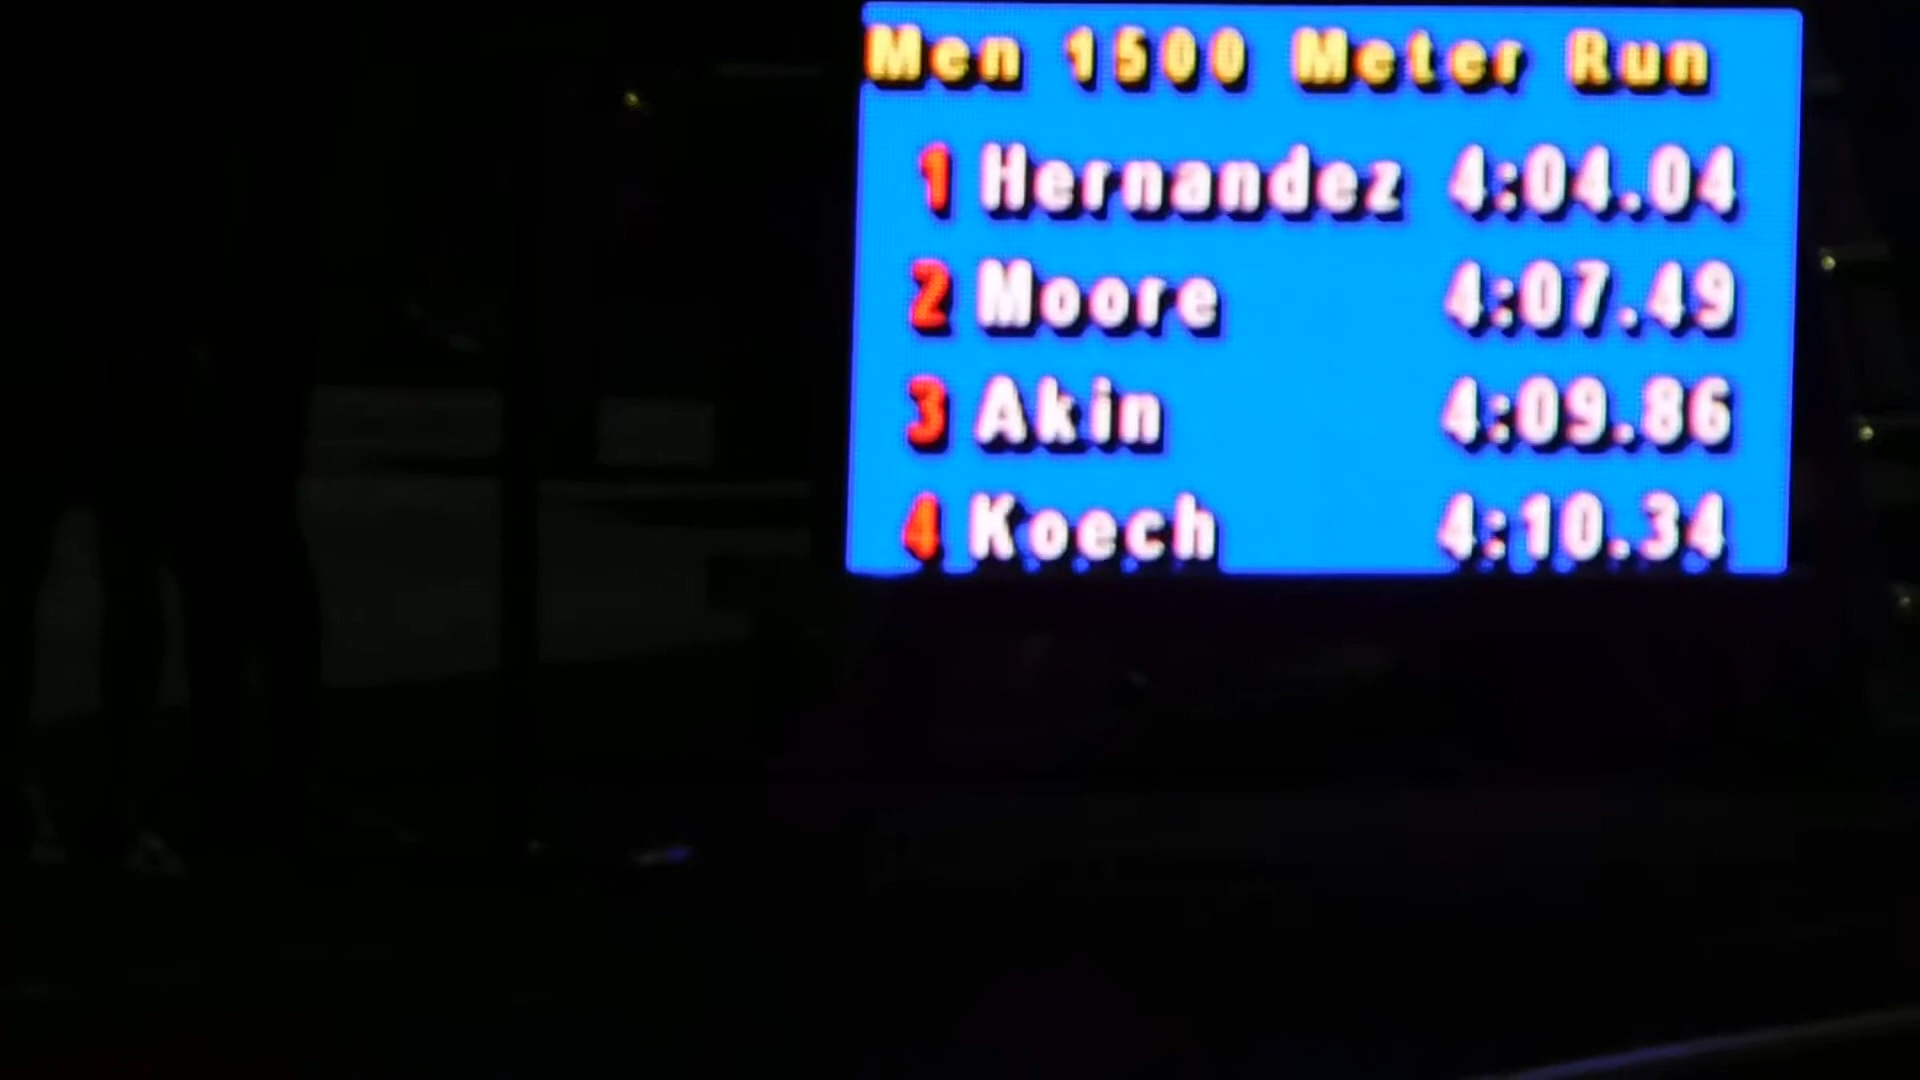 Men 1500 Meter Run
1 Hernandez 4:04.04
2 Moore 4:07.49
3 Akin 4:09.86
4 Koech 4:10.34